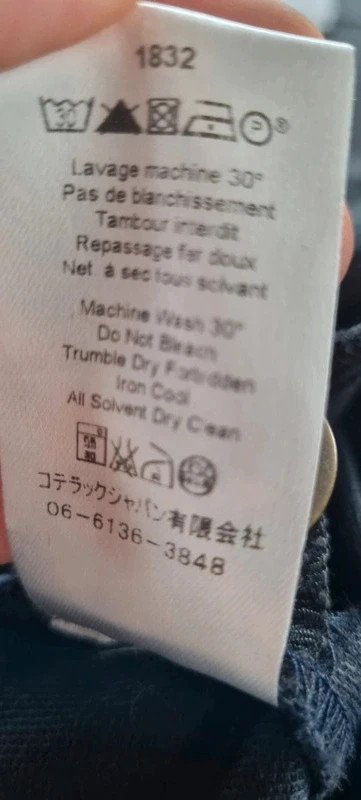 1832
30 P ®
Lavage machine 30°
Pas de blanchissement
Tambour interdit
Repassage fer doux
Net. à sec tous solvant
Machine Wash 30°
Do Not Bleach
Trumble Dry Forbidden
Iron Cool
All Solvent Dry Clean
コテラックジャパン有限会社
06-6136-3848